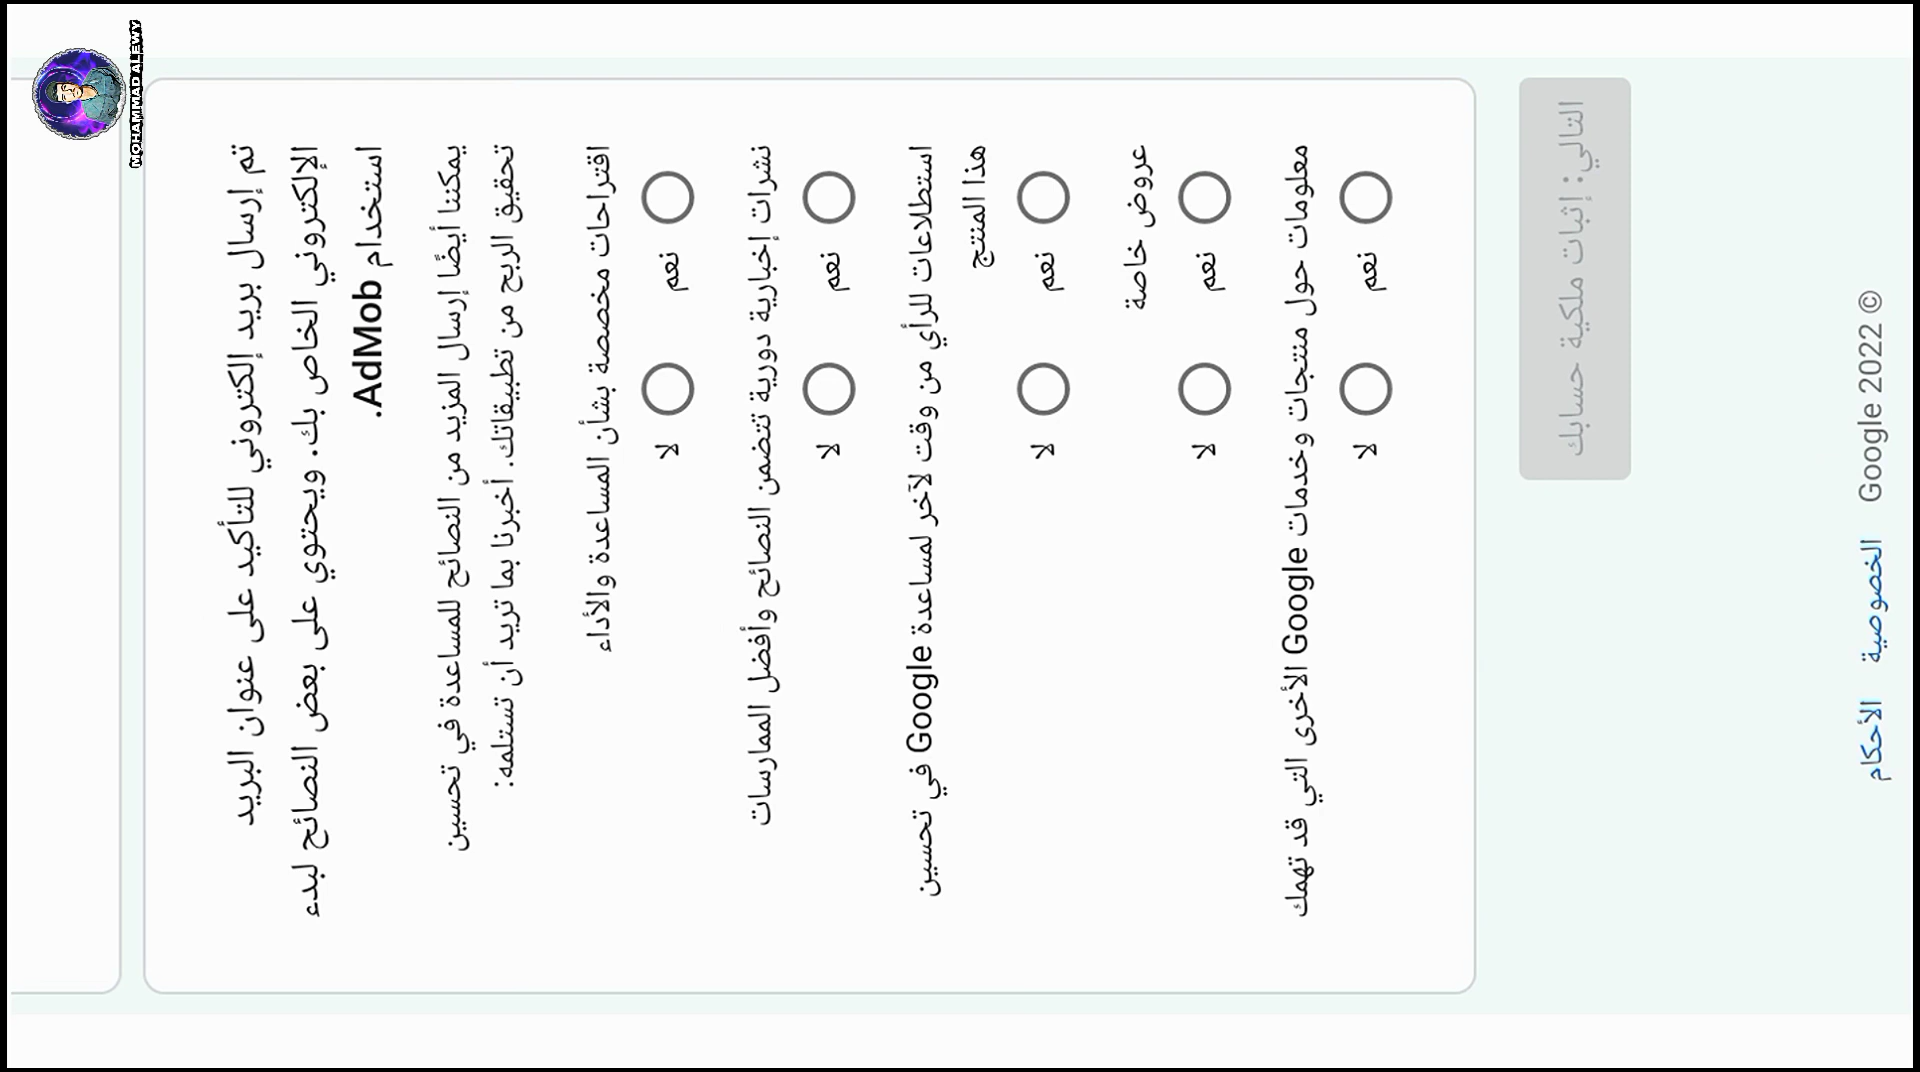 MOHAMMAD ALEWY
تم إرسال بريد إلكتروني للتأكيد على عنوان البريد
الإلكتروني الخاص بك. ويحتوي على بعض النصائح لبدء
استخدام AdMob.
يمكننا أيضًا إرسال المزيد من النصائح للمساعدة في تحسين
تحقيق الربح من تطبيقاتك. أخبرنا بما تريد أن تستلمه:
اقتراحات مخصصة بشأن المساعدة والأداء
نعم لا
نشرات إخبارية دورية تتضمن النصائح وأفضل الممارسات
نعم لا
استطلاعات للرأي من وقت لآخر لمساعدة Google في تحسين
هذا المنتج
نعم لا
عروض خاصة
نعم لا
معلومات حول منتجات وخدمات Google الأخرى التي قد تهمك
نعم لا
التالي: إثبات ملكية حسابك
© 2022 Google الخصوصية الأحكام